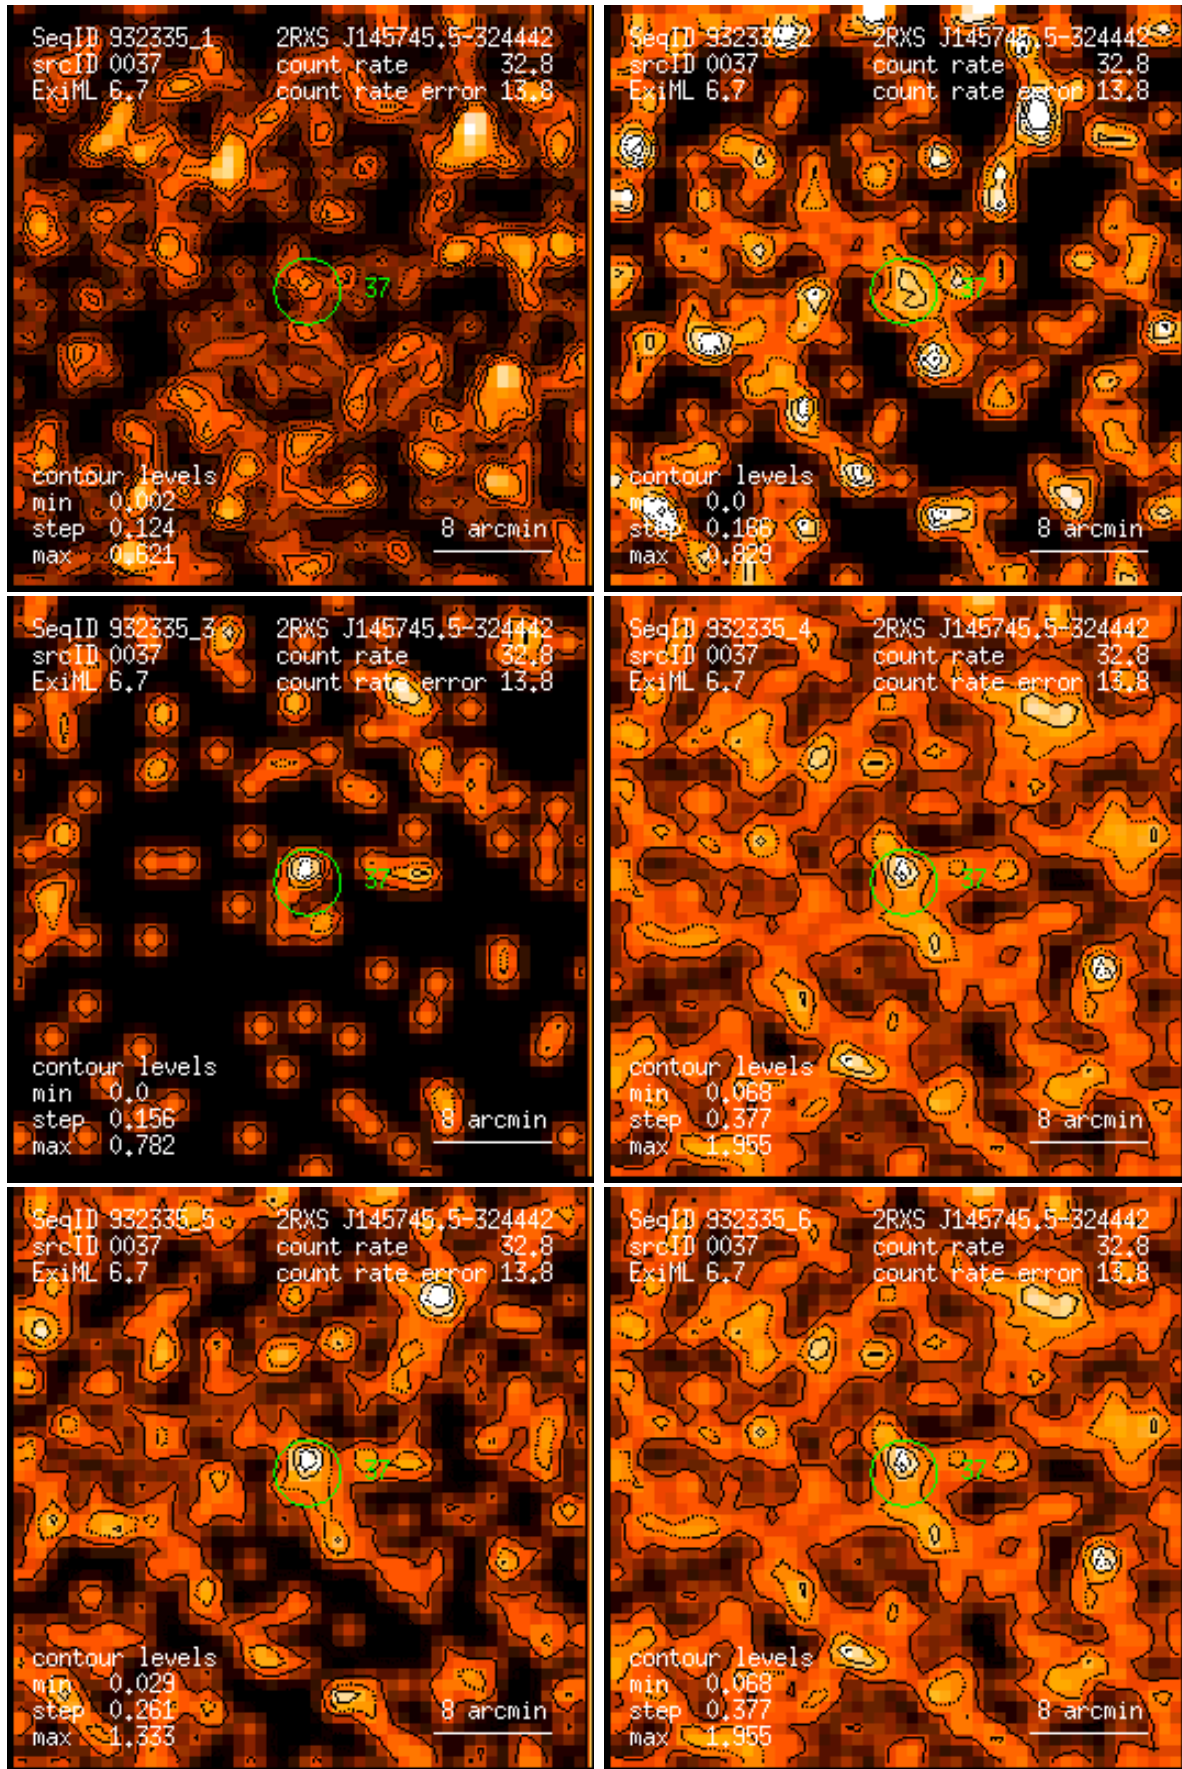 SeqID 932335_1 2RXS J145745.5-324442
srcID 0037 count rate 32.8
ExiML 6.7 count rate error 13.8
37
contour levels
min 0.002
step 0.124 8 arcmin
max 0.621
SeqID 932335_2 2RXS J145745.5-324442
srcID 0037 count rate 32.8
ExiML 6.7 count rate error 13.8
37
contour levels
min 0.0
step 0.166 8 arcmin
max 0.829
SeqID 932335_3 2RXS J145745.5-324442
srcID 0037 count rate 32.8
ExiML 6.7 count rate error 13.8
37
contour levels
min 0.0
step 0.156 8 arcmin
max 0.782
SeqID 932335_4 2RXS J145745.5-324442
srcID 0037 count rate 32.8
ExiML 6.7 count rate error 13.8
37
contour levels
min 0.068
step 0.377 8 arcmin
max 1.955
SeqID 932335_5 2RXS J145745.5-324442
srcID 0037 count rate 32.8
ExiML 6.7 count rate error 13.8
37
contour levels
min 0.029
step 0.261 8 arcmin
max 1.333
SeqID 932335_6 2RXS J145745.5-324442
srcID 0037 count rate 32.8
ExiML 6.7 count rate error 13.8
37
contour levels
min 0.068
step 0.377 8 arcmin
max 1.955